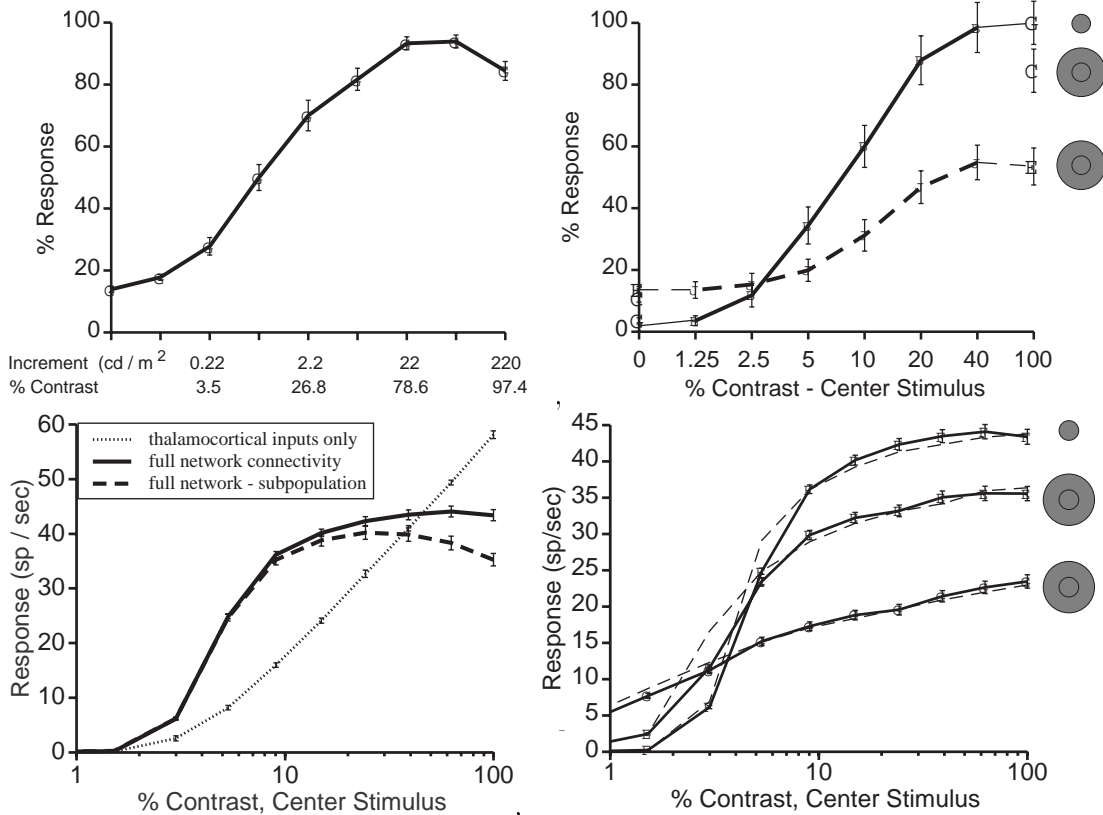 100
80
60
40
20
0
% Response
Increment (cd / m 2 0.22 2.2 22 220
% Contrast 3.5 26.8 78.6 97.4
,
100
80
60
40
20
0
% Response
0 1.25 2.5 5 10 20 40 100
% Contrast - Center Stimulus
60
50
40
30
20
10
0
Response (sp / sec)
thalamocortical inputs only
full network connectivity
full network - subpopulation
1 10 100
% Contrast, Center Stimulus
,
45
40
35
30
25
20
15
10
5
0
Response (sp/sec)
1 10 100
% Contrast, Center Stimulus